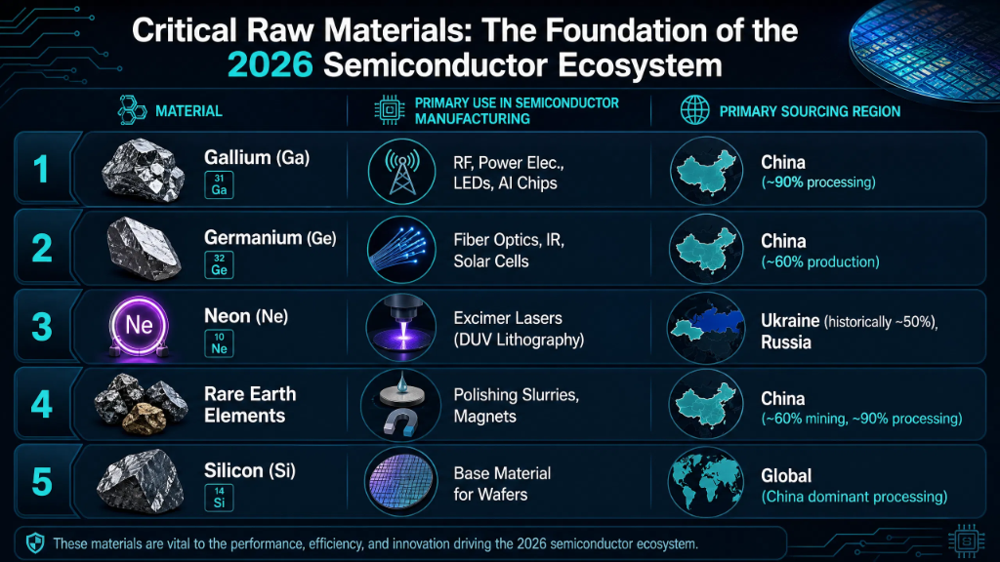 Critical Raw Materials: The Foundation of the
2026 Semiconductor Ecosystem
MATERIAL
PRIMARY USE IN SEMICONDUCTOR
MANUFACTURING
PRIMARY SOURCING REGION
1
Gallium (Ga)
31
Ga
RF, Power Elec.,
LEDs, AI Chips
China
(~90% processing)
2
Germanium (Ge)
32
Ge
Fiber Optics, IR,
Solar Cells
China
(~60% production)
3
Ne
Neon (Ne)
10
Ne
Excimer Lasers
(DUV Lithography)
Ukraine (historically ~50%),
Russia
4
Rare Earth
Elements
Polishing Slurries,
Magnets
China
(~60% mining, ~90% processing)
5
Silicon (Si)
14
Si
Base Material
for Wafers
Global
(China dominant processing)
These materials are vital to the performance, efficiency, and innovation driving the 2026 semiconductor ecosystem.